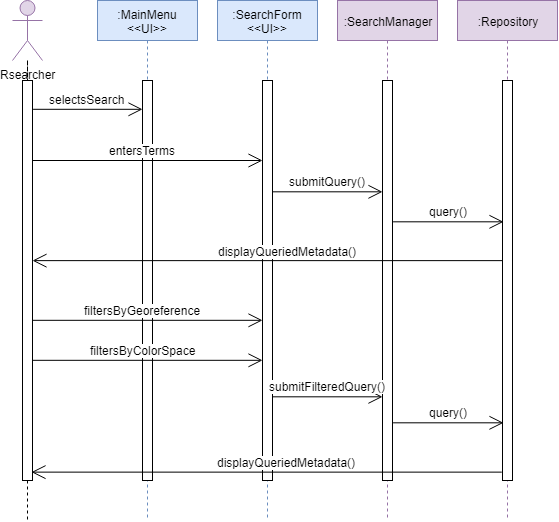 :MainMenu
<<UI>>
:SearchForm
<<UI>>
:SearchManager
:Repository
Rsearcher
selectsSearch
entersTerms
submitQuery()
query()
displayQueriedMetadata()
filtersByGeoreference
filtersByColorSpace
submitFilteredQuery()
query()
displayQueriedMetadata()